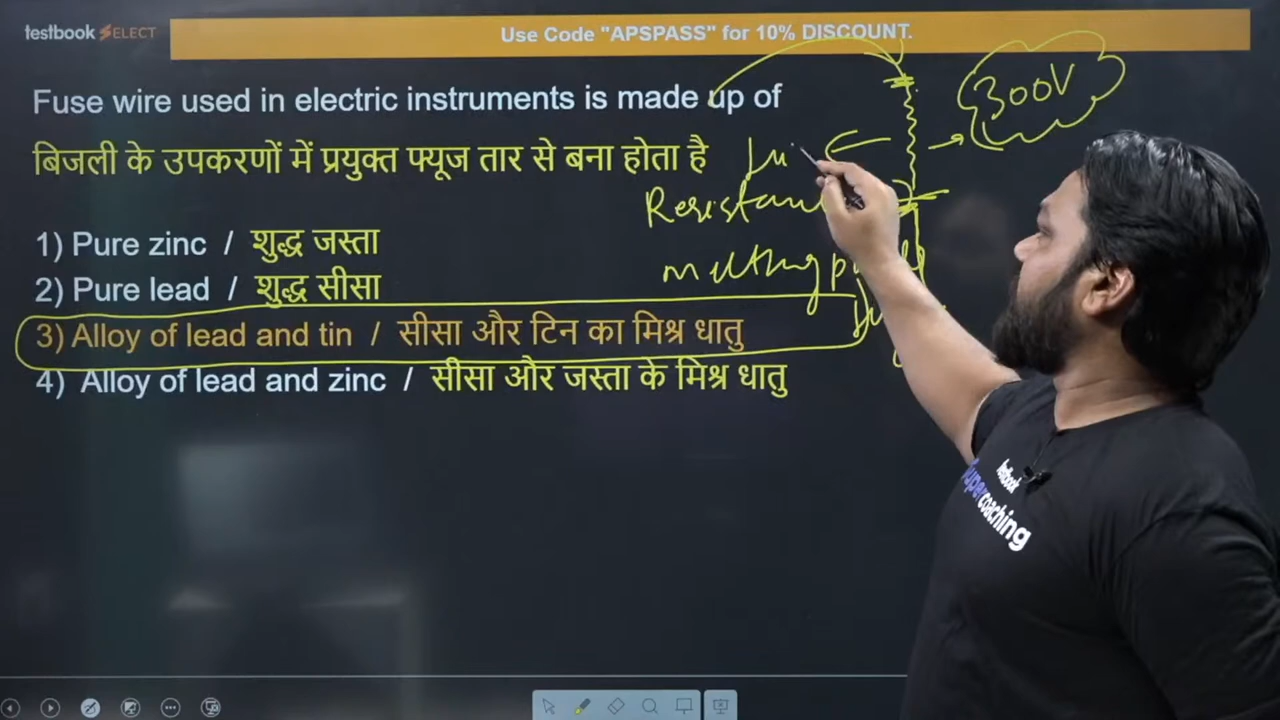 testbook SELECT
Use Code "APSPASS" for 10% DISCOUNT.
300V
Fuse wire used in electric instruments is made up of
बिजली के उपकरणों में प्रयुक्त फ्यूज तार से बना होता है
Resistan
melting p
1) Pure zinc / शुद्ध जस्ता
2) Pure lead / शुद्ध सीसा
3) Alloy of lead and tin / सीसा और टिन का मिश्र धातु
4) Alloy of lead and zinc / सीसा और जस्ता के मिश्र धातु
testbook
supercoaching